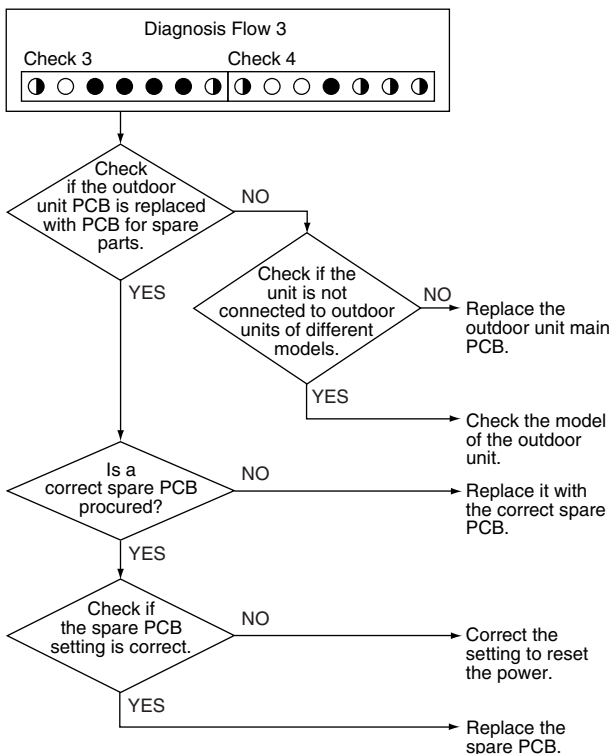 Diagnosis Flow 3
Check 3
Check 4
Check
if the outdoor
unit PCB is replaced
with PCB for spare
parts.
NO
YES
Check if the
unit is not
connected to outdoor
units of different
models.
NO
Replace the
outdoor unit main
PCB.
YES
Check the model
of the outdoor
unit.
Is a
correct spare PCB
procured?
NO
Replace it with
the correct spare
PCB.
YES
Check if
the spare PCB
setting is correct.
NO
Correct the
setting to reset
the power.
YES
Replace the
spare PCB.